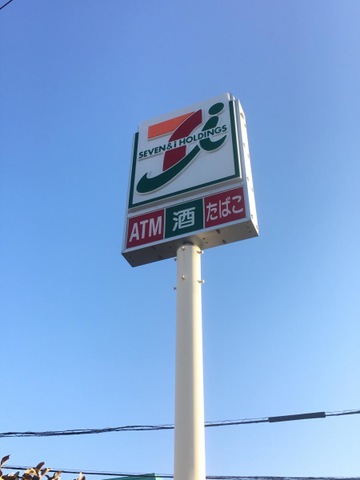 SEVEN&i HOLDINGS
ATM 酒 たばこ